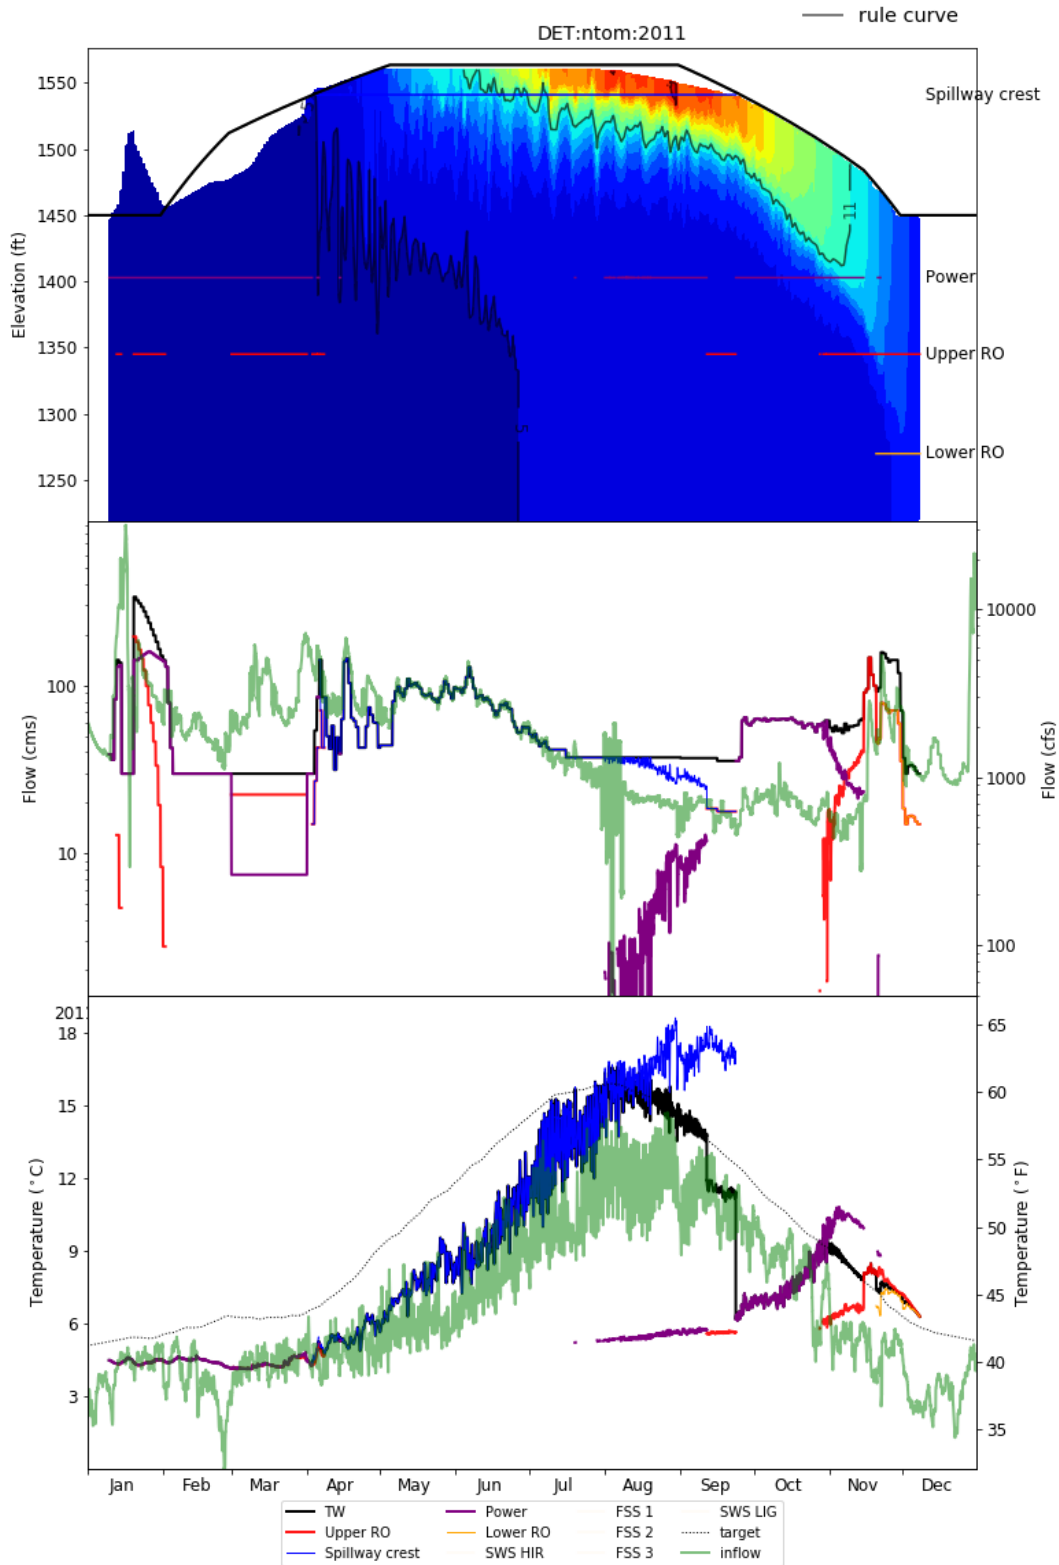 rule curve
DET:ntom:2011
Elevation (ft)
1550
1500
1450
1400
1350
1300
1250
Spillway crest
Power
Upper RO
Lower RO
11
5
Flow (cms)
100
10
10000
1000
100
Flow (cfs)
201
Temperature (°C)
18
15
12
9
6
3
65
60
55
50
45
40
35
Temperature (°F)
Jan Feb Mar Apr May Jun Jul Aug Sep Oct Nov Dec
TW Power FSS 1 SWS LIG
Upper RO Lower RO FSS 2 target
Spillway crest SWS HIR FSS 3 inflow